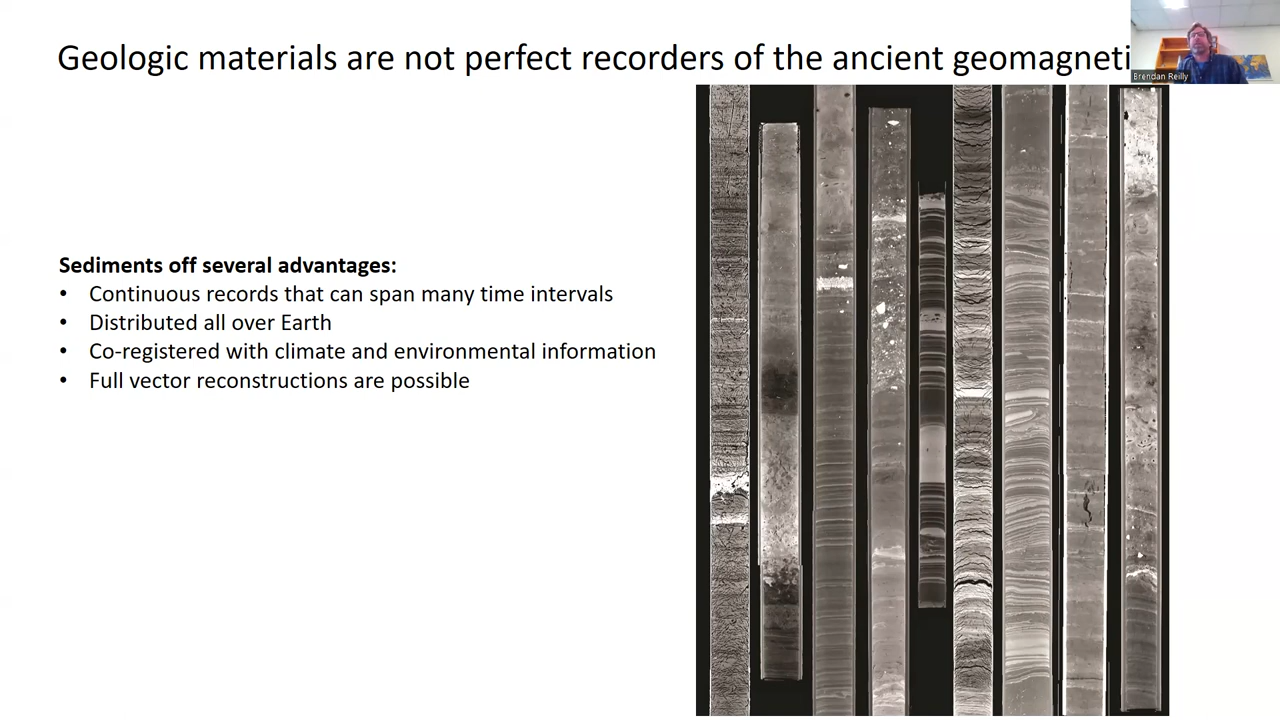 Geologic materials are not perfect recorders of the ancient geomagneti
Brendan Reilly
Sediments off several advantages:
• Continuous records that can span many time intervals
• Distributed all over Earth
• Co-registered with climate and environmental information
• Full vector reconstructions are possible